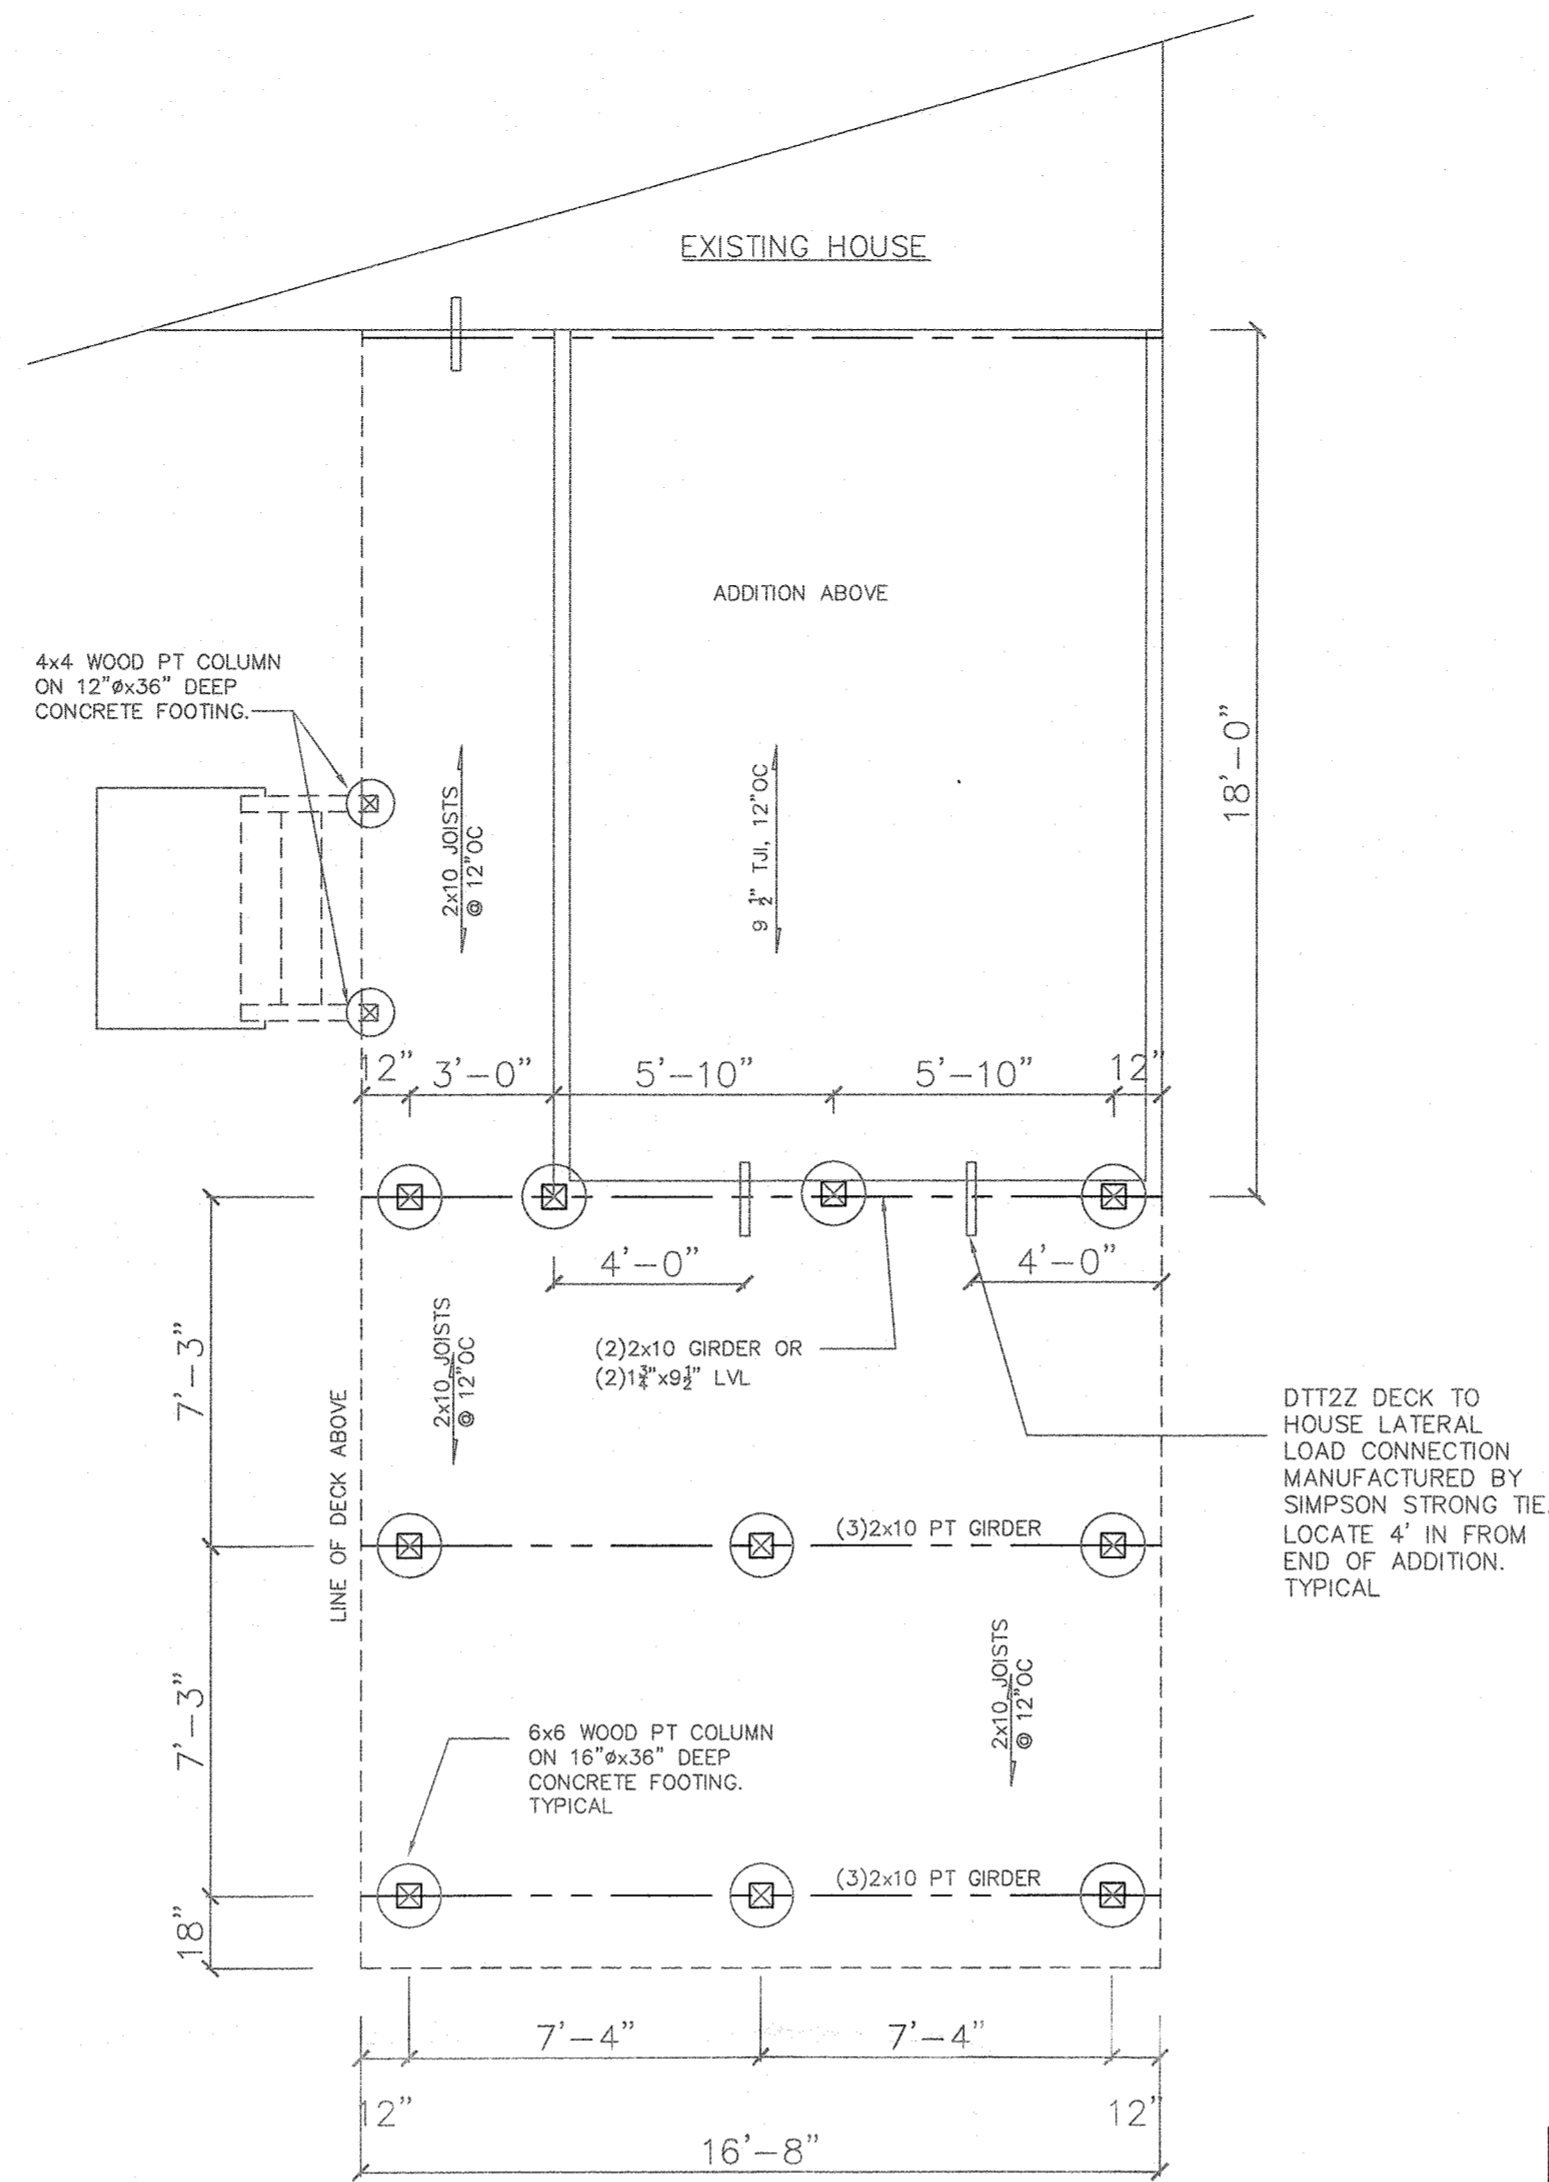 EXISTING HOUSE
ADDITION ABOVE
4x4 WOOD PT COLUMN
ON 12"øx36" DEEP
CONCRETE FOOTING.
2x10 JOISTS
@ 12"OC
9 1/2" TJI, 12"OC
18'-0"
12"
3'-0"
5'-10"
5'-10"
12"
4'-0"
4'-0"
7'-3"
2x10 JOISTS
@ 12"OC
(2)2x10 GIRDER OR
(2)1 3/4"x9 1/2" LVL
LINE OF DECK ABOVE
DTT2Z DECK TO
HOUSE LATERAL
LOAD CONNECTION
MANUFACTURED BY
SIMPSON STRONG TIE.
LOCATE 4' IN FROM
END OF ADDITION.
TYPICAL
(3)2x10 PT GIRDER
7'-3"
2x10 JOISTS
@ 12"OC
6x6 WOOD PT COLUMN
ON 16"øx36" DEEP
CONCRETE FOOTING.
TYPICAL
(3)2x10 PT GIRDER
18"
7'-4"
7'-4"
12"
12"
16'-8"